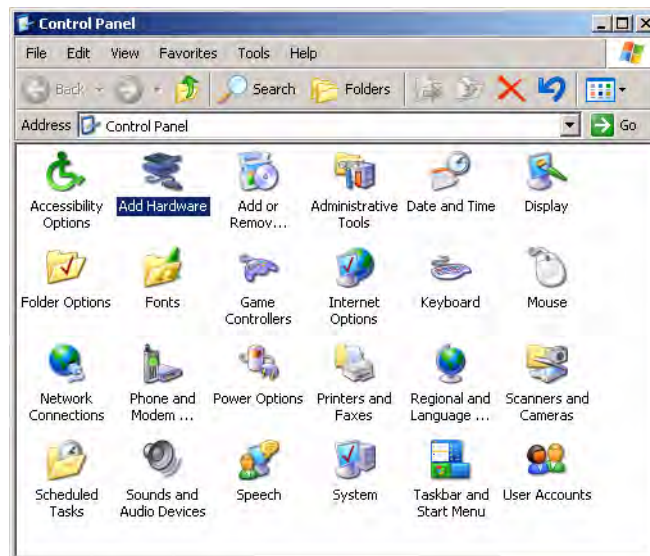 Control Panel
File Edit View Favorites Tools Help
Back Search Folders
Address Control Panel Go
Accessibility Options
Add Hardware
Add or Remov...
Administrative Tools
Date and Time
Display
Folder Options
Fonts
Game Controllers
Internet Options
Keyboard
Mouse
Network Connections
Phone and Modem ...
Power Options
Printers and Faxes
Regional and Language ...
Scanners and Cameras
Scheduled Tasks
Sounds and Audio Devices
Speech
System
Taskbar and Start Menu
User Accounts